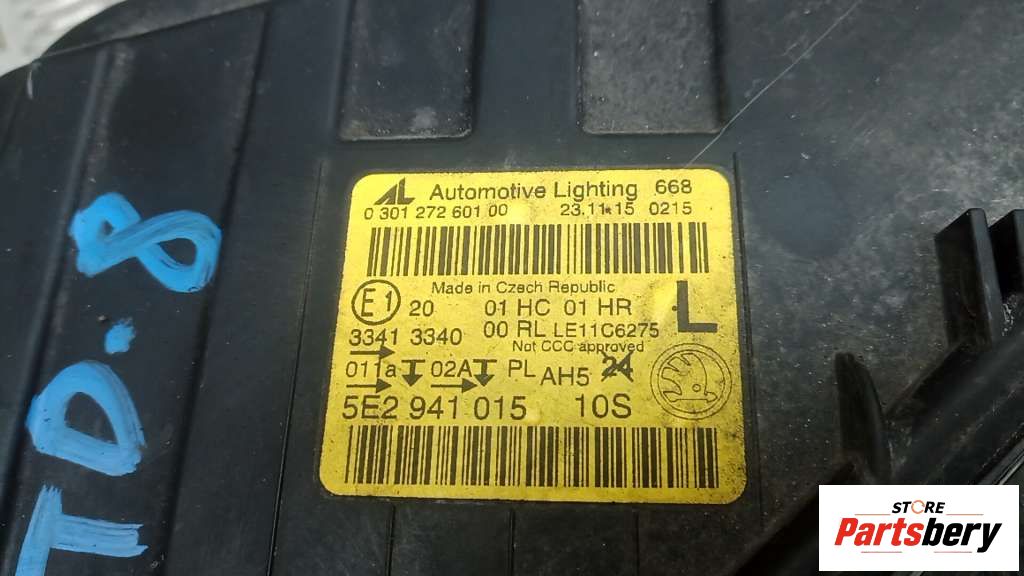 TD.8
AL Automotive Lighting 668
0 301 272 601 00 23.11.15 0215
Made in Czech Republic
E1 20 01 HC 01 HR L
3341 3340 00 RL LE11C6275
Not CCC approved
011a 02A PL AH5 24
5E2 941 015 10S
STORE
Partsbery